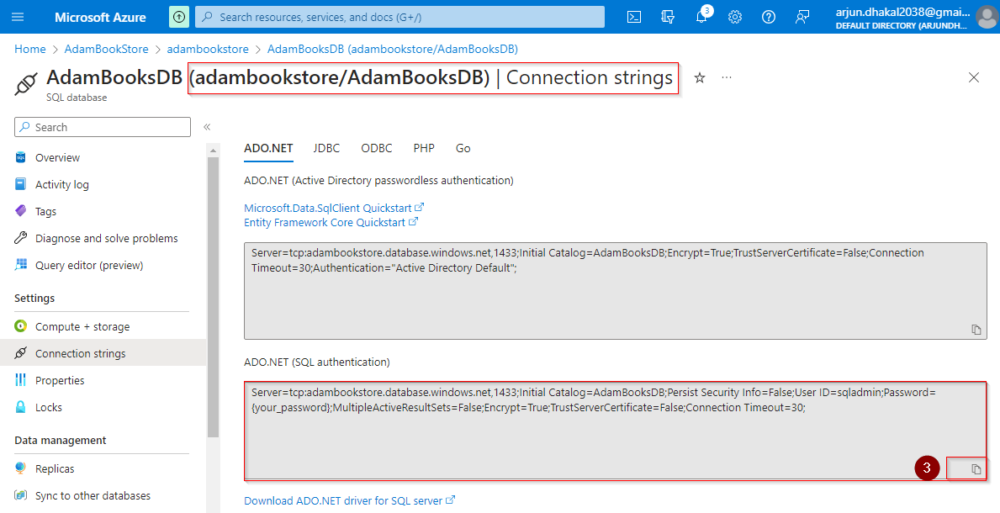 Microsoft Azure
Search resources, services, and docs (G+/)
3
arjun.dhakal2038@gmai...
DEFAULT DIRECTORY (ARJUNDH...
Home > AdamBookStore > adambookstore > AdamBooksDB (adambookstore/AdamBooksDB)
AdamBooksDB (adambookstore/AdamBooksDB) | Connection strings
SQL database
Search
Overview
Activity log
Tags
Diagnose and solve problems
Query editor (preview)
Settings
Compute + storage
Connection strings
Properties
Locks
Data management
Replicas
Sync to other databases
ADO.NET JDBC ODBC PHP Go
ADO.NET (Active Directory passwordless authentication)
Microsoft.Data.SqlClient Quickstart
Entity Framework Core Quickstart
Server=tcp:adambookstore.database.windows.net,1433;Initial Catalog=AdamBooksDB;Encrypt=True;TrustServerCertificate=False;Connection
Timeout=30;Authentication="Active Directory Default";
ADO.NET (SQL authentication)
Server=tcp:adambookstore.database.windows.net,1433;Initial Catalog=AdamBooksDB;Persist Security Info=False;User ID=sqladmin;Password=
{your_password};MultipleActiveResultSets=False;Encrypt=True;TrustServerCertificate=False;Connection Timeout=30;
3
Download ADO.NET driver for SQL server